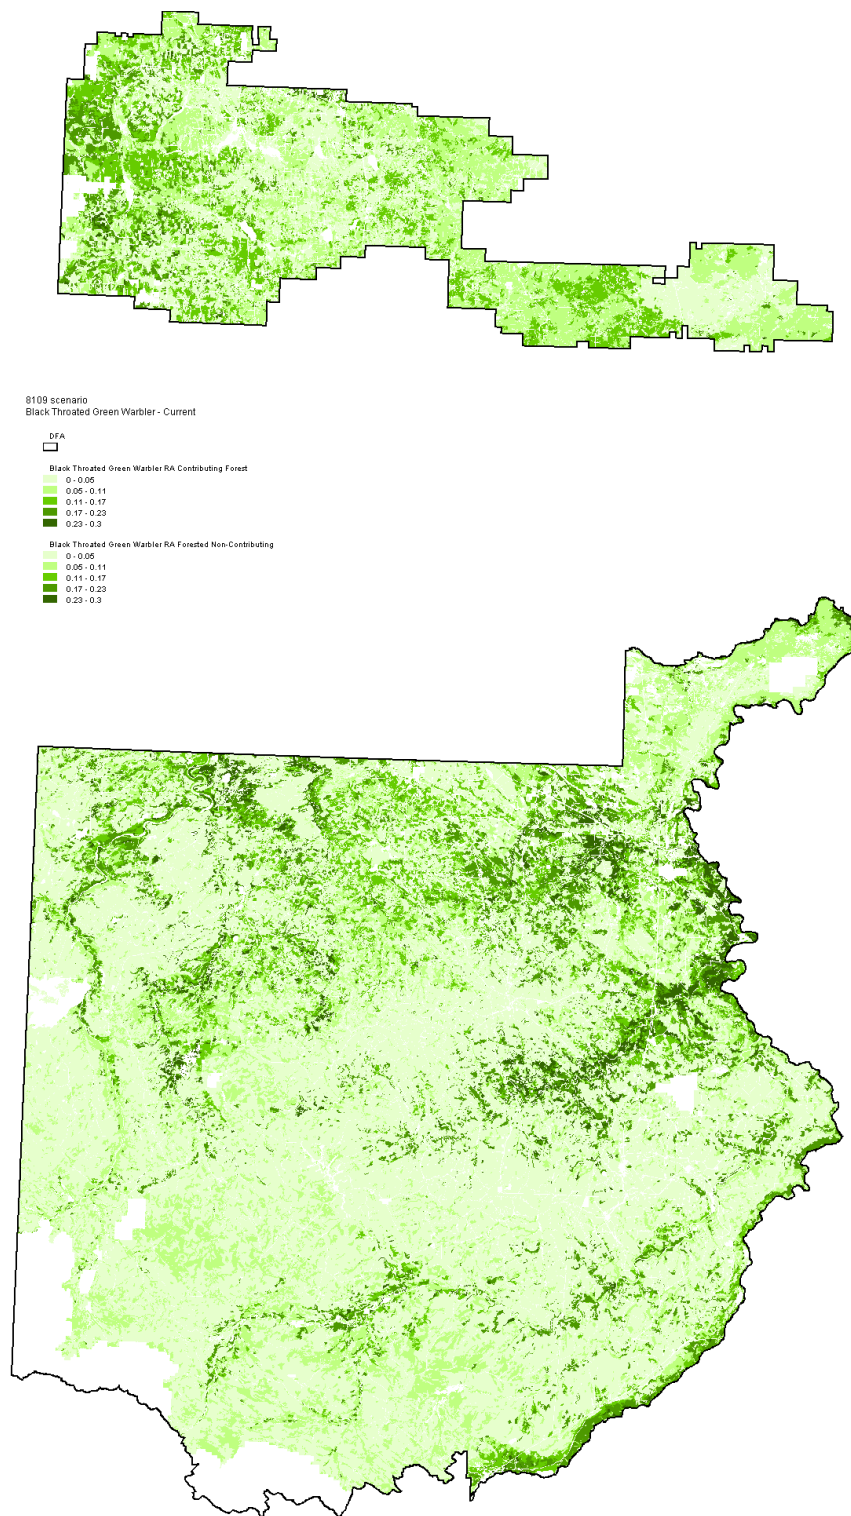 8109 scenario
Black Throated Green Warbler - Current
DFA
Black Throated Green Warbler RA Contributing Forest
0 - 0.05
0.05 - 0.11
0.11 - 0.17
0.17 - 0.23
0.23 - 0.3
Black Throated Green Warbler RA Forested Non-Contributing
0 - 0.05
0.05 - 0.11
0.11 - 0.17
0.17 - 0.23
0.23 - 0.3